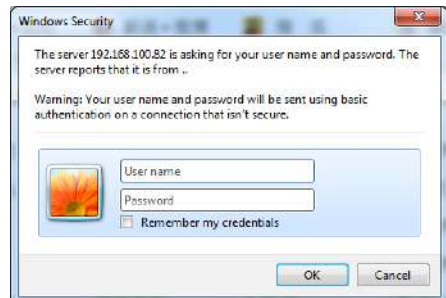 Windows Security
The server 192.168.100.82 is asking for your user name and password. The
server reports that it is from ..
Warning: Your user name and password will be sent using basic
authentication on a connection that isn't secure.
User name
Password
Remember my credentials
OK
Cancel